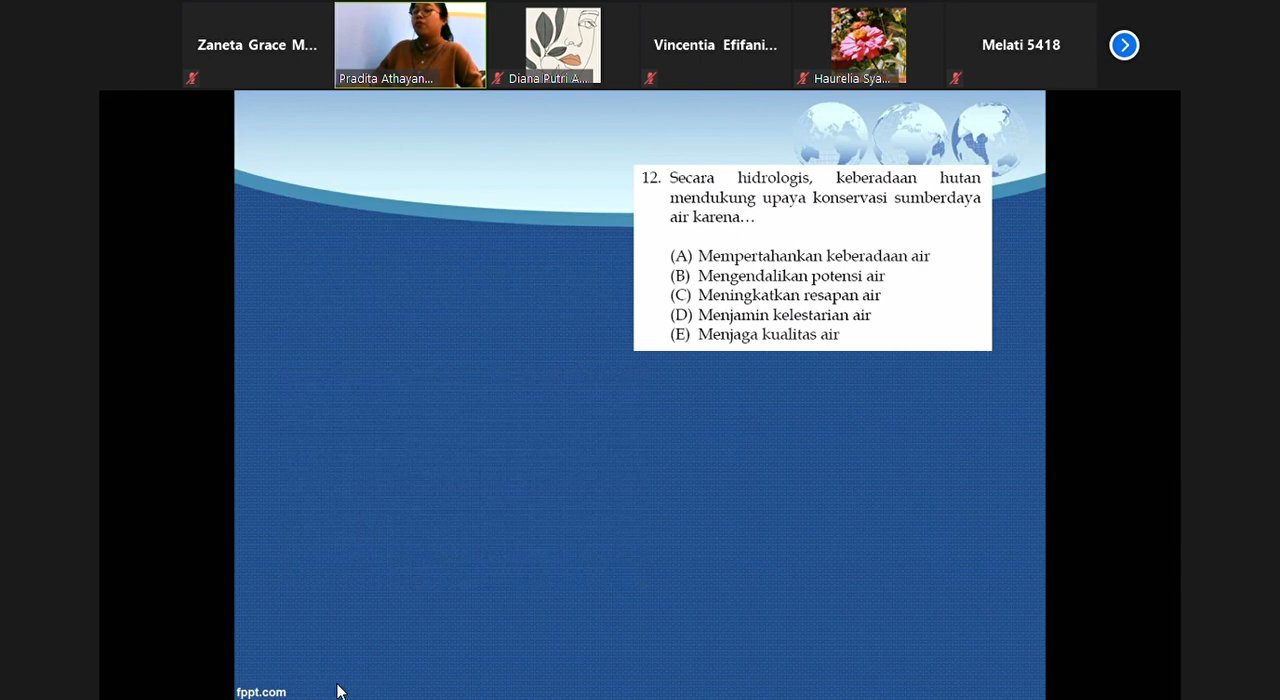 Zaneta Grace M...
Pradita Athayan...
Diana Putri A...
Vincentia Efifani...
Haurelia Sya...
Melati 5418
12. Secara hidrologis, keberadaan hutan
mendukung upaya konservasi sumberdaya
air karena...
(A) Mempertahankan keberadaan air
(B) Mengendalikan potensi air
(C) Meningkatkan resapan air
(D) Menjamin kelestarian air
(E) Menjaga kualitas air
fppt.com